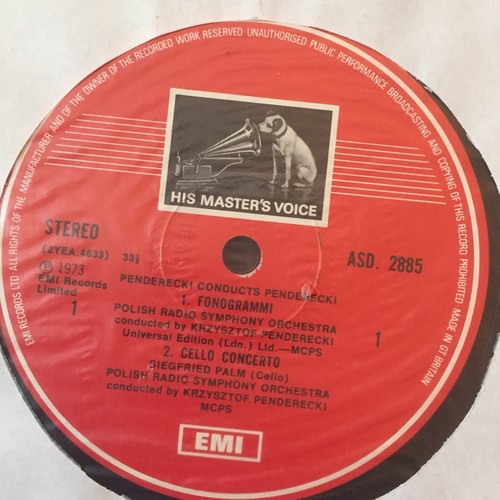 EMI RECORDS LTD ALL RIGHTS OF THE MANUFACTURER AND OF THE OWNER OF THE RECORDED WORK RESERVED·UNAUTHORISED PUBLIC PERFORMANCE BROADCASTING AND COPYING OF THIS RECORD PROHIBITED MADE IN GT BRITAIN
HIS MASTER'S VOICE
STEREO
(2YEA.4633) 33⅓
ASD. 2885
Ⓟ 1973
EMI Records
Limited
1
1
PENDERECKI CONDUCTS PENDERECKI
1. FONOGRAMMI
POLISH RADIO SYMPHONY ORCHESTRA
conducted by KRZYSZTOF PENDERECKI
Universal Edition (Ldn.) Ltd.—MCPS
2. CELLO CONCERTO
SIEGFRIED PALM (Cello)
POLISH RADIO SYMPHONY ORCHESTRA
conducted by KRZYSZTOF PENDERECKI
MCPS
EMI